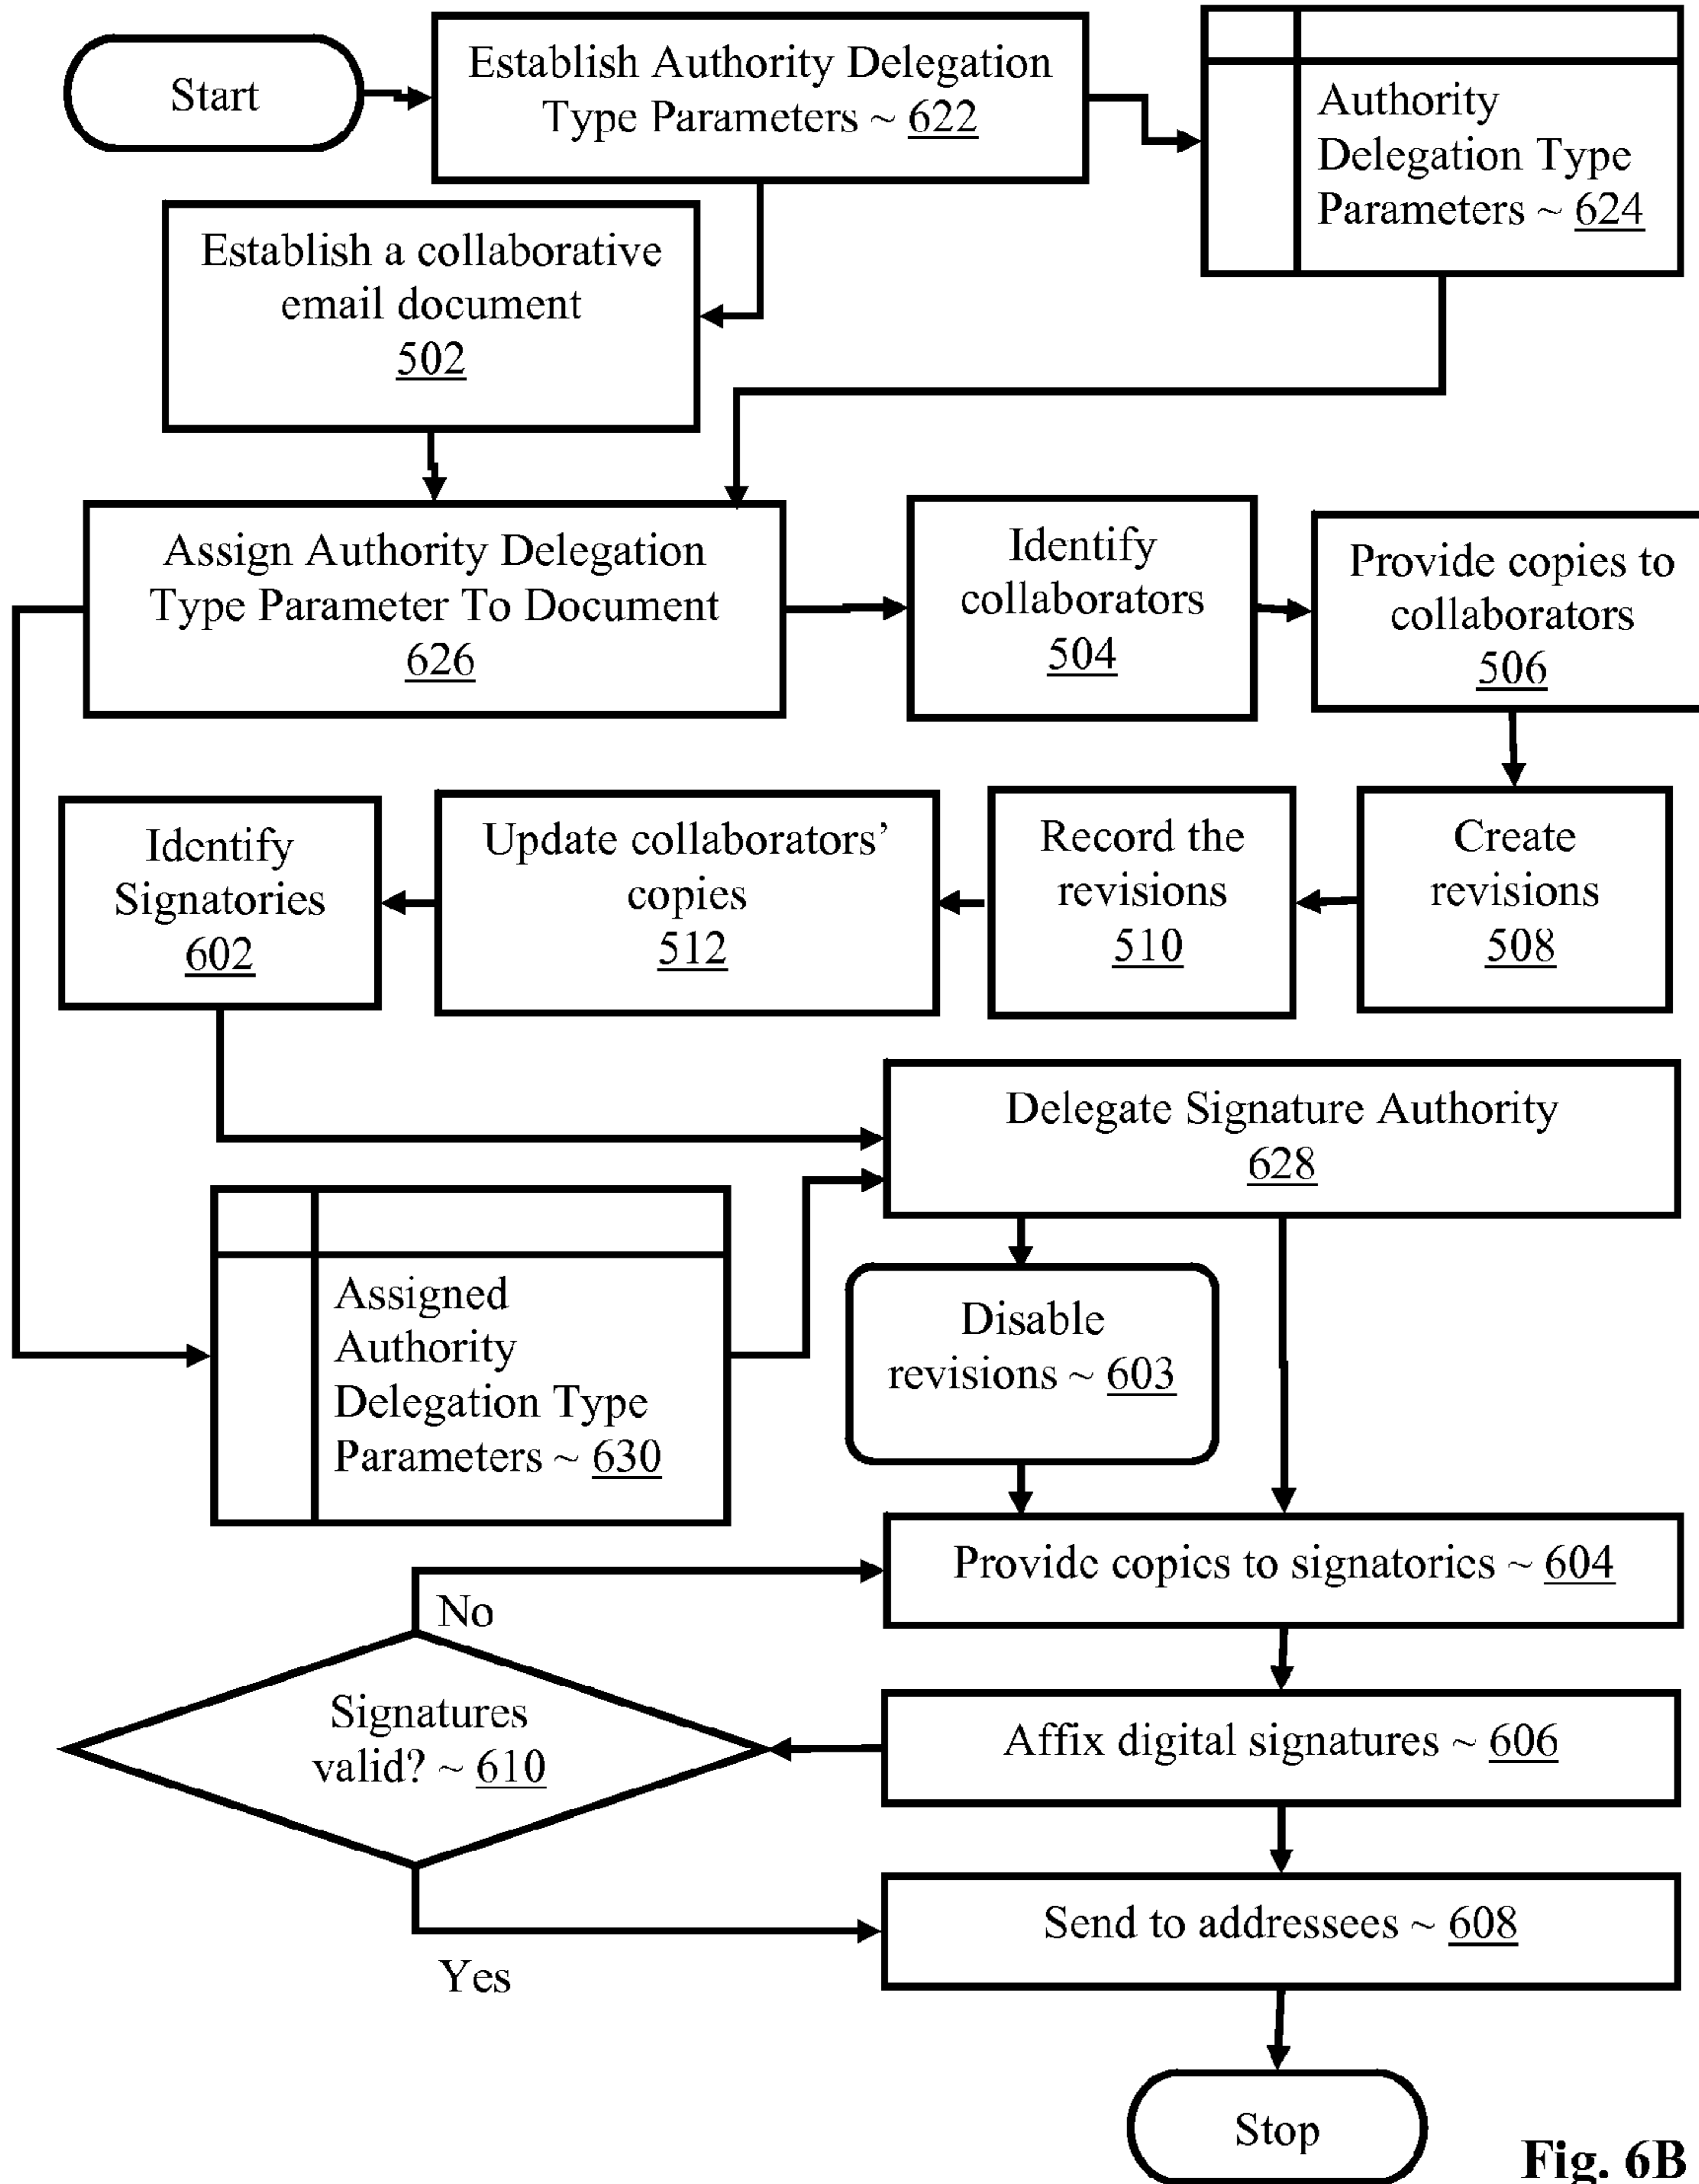 Start
Establish Authority Delegation
Type Parameters ~ 622
Authority
Delegation Type
Parameters ~ 624
Establish a collaborative
email document
502
Assign Authority Delegation
Type Parameter To Document
626
Identify
collaborators
504
Provide copies to
collaborators
506
Identify
Signatories
602
Update collaborators’
copies
512
Record the
revisions
510
Create
revisions
508
Delegate Signature Authority
628
Assigned
Authority
Delegation Type
Parameters ~ 630
Disable
revisions ~ 603
Provide copies to signatories ~ 604
No
Signatures
valid? ~ 610
Affix digital signatures ~ 606
Send to addressees ~ 608
Yes
Stop
Fig. 6B